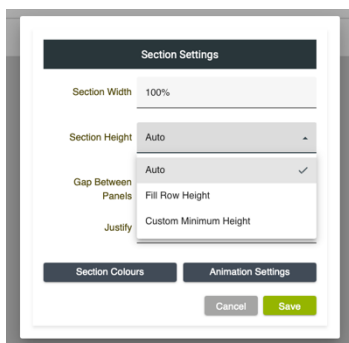 Section Settings
Section Width 100%
Section Height Auto
Auto
Gap Between
Panels
Fill Row Height
Custom Minimum Height
Justify
Section Colours Animation Settings
Cancel Save